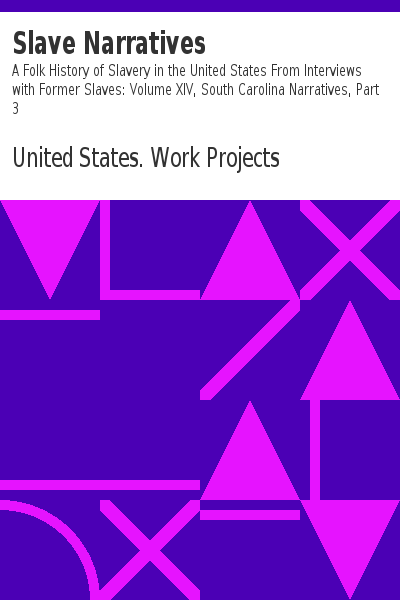 Slave Narratives
A Folk History of Slavery in the United States From Interviews
with Former Slaves: Volume XIV, South Carolina Narratives, Part
3
United States. Work Projects